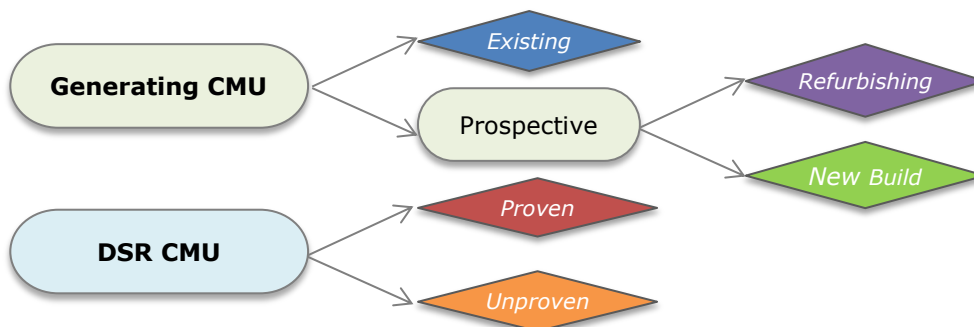 Existing
Generating CMU
Refurbishing
Prospective
New Build
Proven
DSR CMU
Unproven